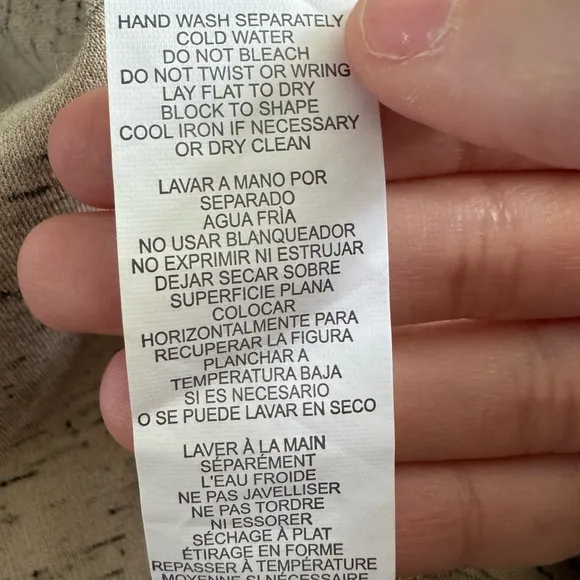 HAND WASH SEPARATELY
COLD WATER
DO NOT BLEACH
DO NOT TWIST OR WRING
LAY FLAT TO DRY
BLOCK TO SHAPE
COOL IRON IF NECESSARY
OR DRY CLEAN
LAVAR A MANO POR
SEPARADO
AGUA FRÌA
NO USAR BLANQUEADOR
NO EXPRIMIR NI ESTRUJAR
DEJAR SECAR SOBRE
SUPERFICIE PLANA
COLOCAR
HORIZONTALMENTE PARA
RECUPERAR LA FIGURA
PLANCHAR A
TEMPERATURA BAJA
SI ES NECESARIO
O SE PUEDE LAVAR EN SECO
LAVER À LA MAIN
SÉPARÉMENT
L'EAU FROIDE
NE PAS JAVELLISER
NE PAS TORDRE
NI ESSORER
SÉCHAGE À PLAT
ÉTIRAGE EN FORME
REPASSER À TEMPÉRATURE
MOYENNE SI NÉCESSAIRE